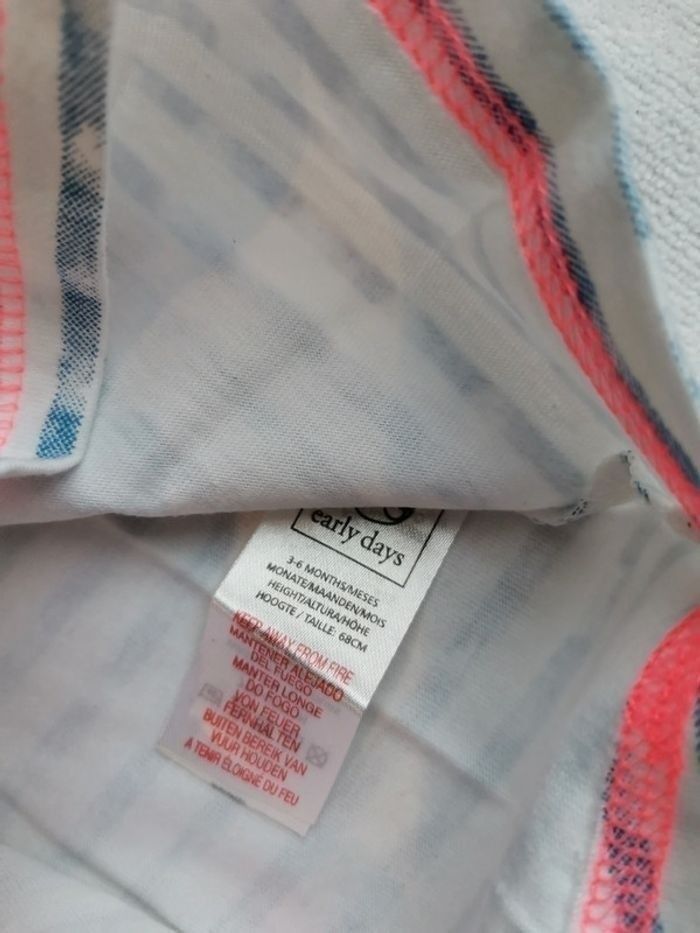 early days
3-6 MONTHS/MESES
MONATE/MAANDEN/MOIS
HEIGHT/ALTURA/HÖHE
HOOGTE / TAILLE: 68CM
KEEP AWAY FROM FIRE
MANTENER ALEJADO
DEL FUEGO
MANTER LONGE
DO FOGO
VON FEUER
FERNHALTEN
BUITEN BEREIK VAN
VUUR HOUDEN
A TENIR ÉLOIGNÉ DU FEU